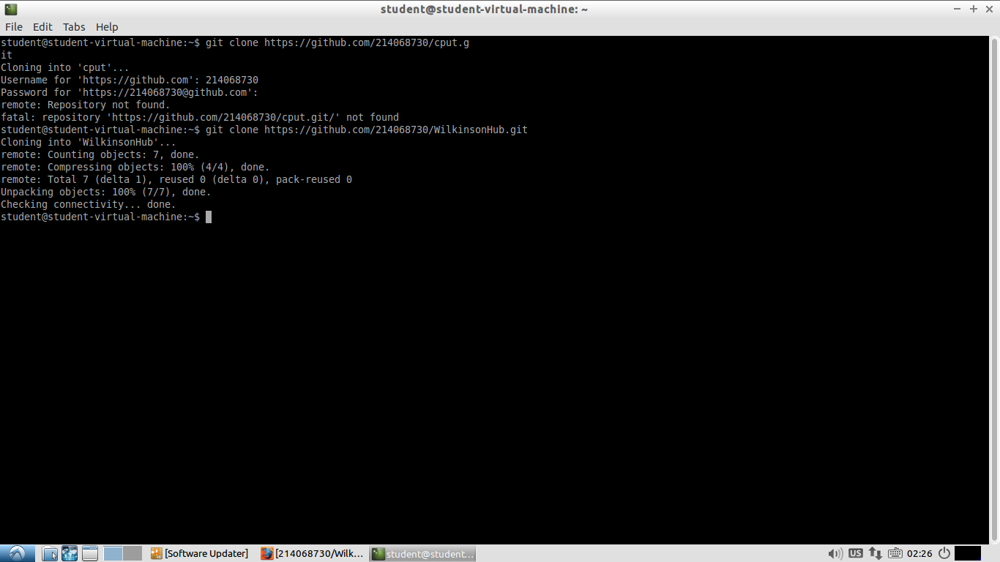 student@student-virtual-machine: ~
File Edit Tabs Help
student@student-virtual-machine:~$ git clone https://github.com/214068730/cput.g
it
Cloning into 'cput'...
Username for 'https://github.com': 214068730
Password for 'https://214068730@github.com':
remote: Repository not found.
fatal: repository 'https://github.com/214068730/cput.git/' not found
student@student-virtual-machine:~$ git clone https://github.com/214068730/WilkinsonHub.git
Cloning into 'WilkinsonHub'...
remote: Counting objects: 7, done.
remote: Compressing objects: 100% (4/4), done.
remote: Total 7 (delta 1), reused 0 (delta 0), pack-reused 0
Unpacking objects: 100% (7/7), done.
Checking connectivity... done.
student@student-virtual-machine:~$
[Software Updater] [214068730/Wilk... student@student... US 02:26